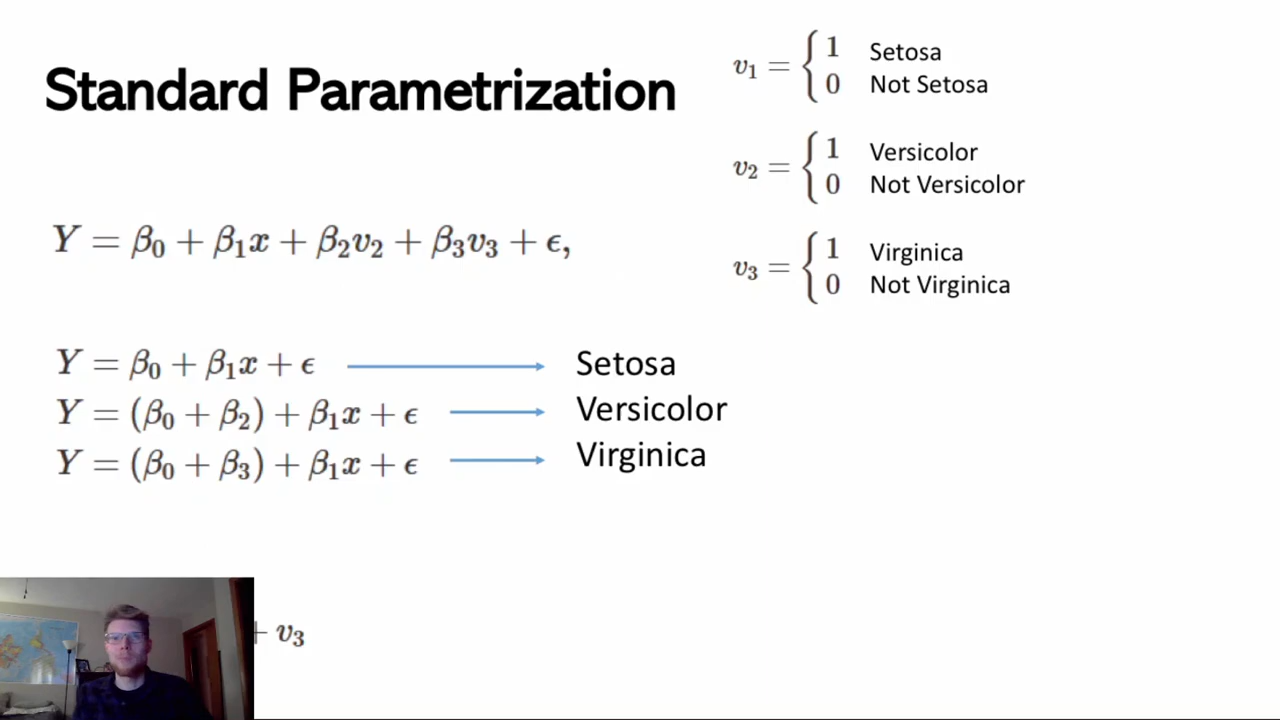 Standard Parametrization
v₁ = { 1 Setosa
0 Not Setosa
v₂ = { 1 Versicolor
0 Not Versicolor
v₃ = { 1 Virginica
0 Not Virginica
Y = β₀ + β₁x + β₂v₂ + β₃v₃ + ϵ,
Y = β₀ + β₁x + ϵ → Setosa
Y = (β₀ + β₂) + β₁x + ϵ → Versicolor
Y = (β₀ + β₃) + β₁x + ϵ → Virginica
+ v₃